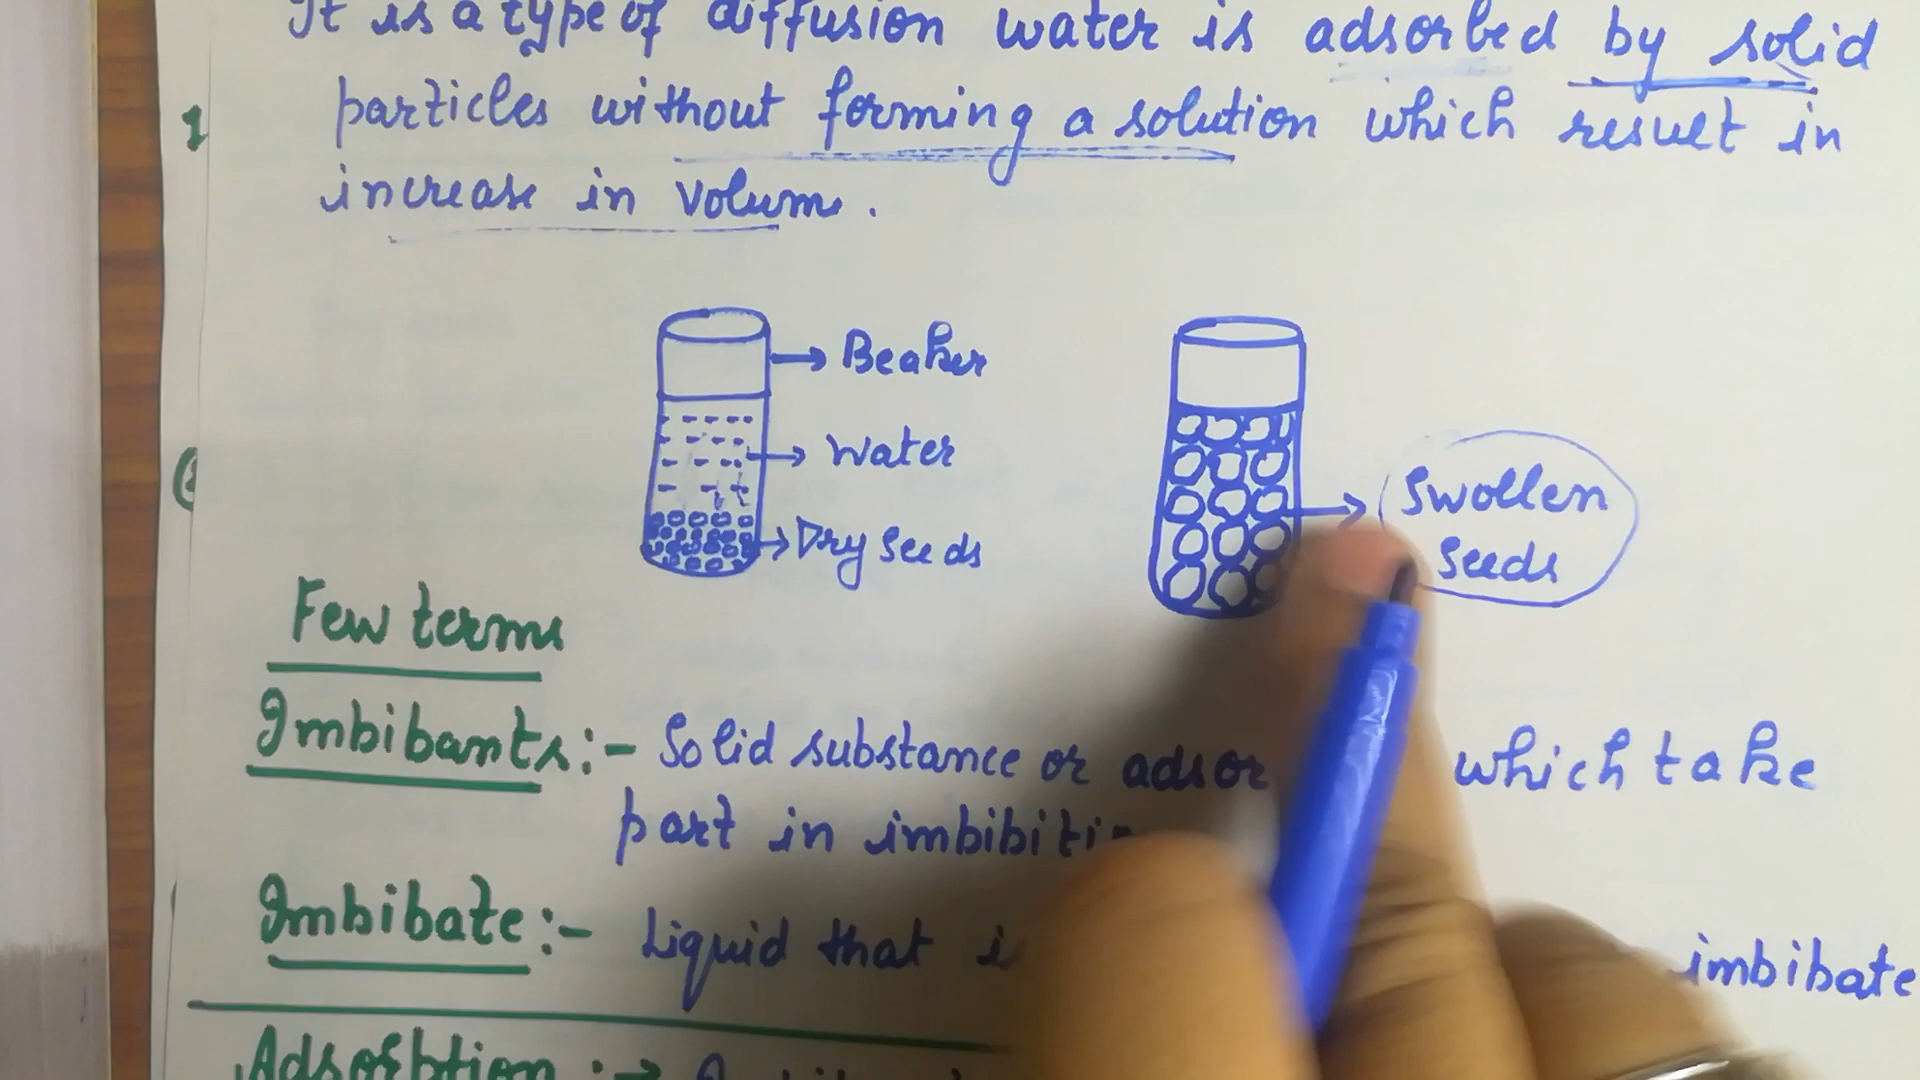 It is a type of diffusion water is adsorbed by solid
1
particles without forming a solution which result in
increase in volume.
Beaker
Water
Dry seeds
Swollen
seeds
Few terms
Imbibants:- Solid substance or adsor which take
part in imbibiti
Imbibate:- Liquid that i imbibate
Adsorbtion :→